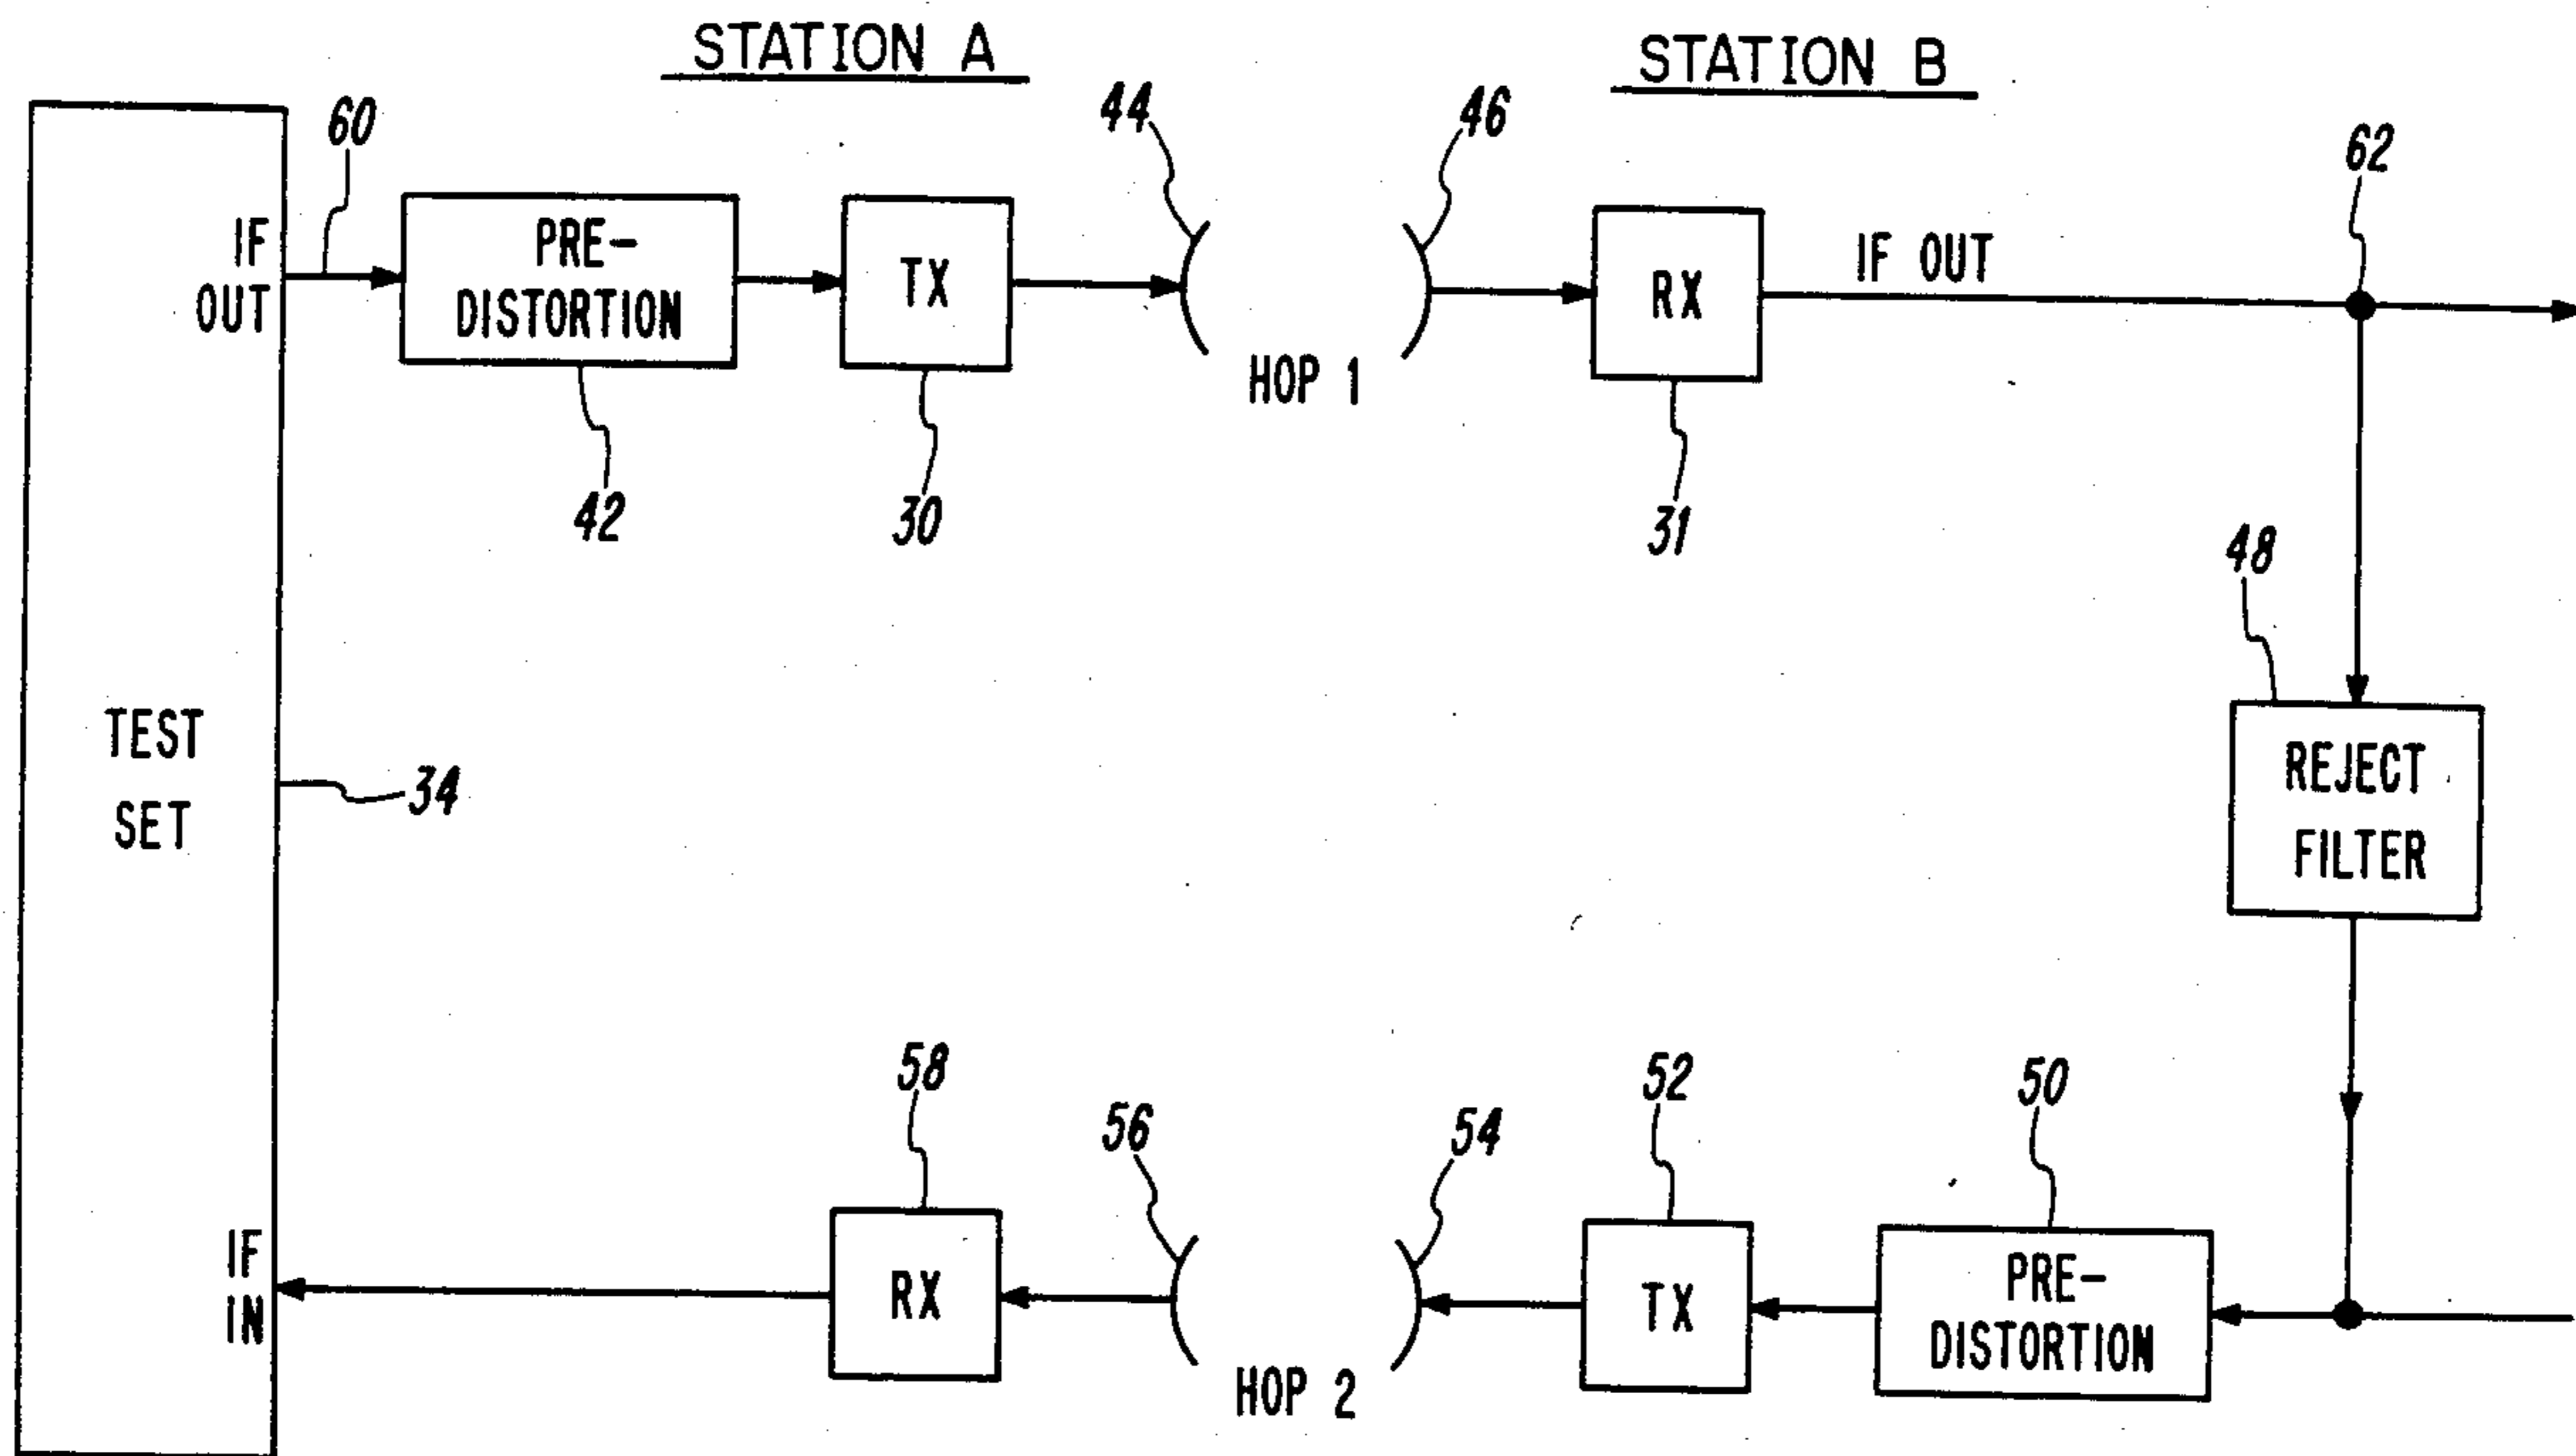 STATION A
STATION B
60
44
46
62
IF
OUT
PRE-
DISTORTION
TX
RX
IF OUT
HOP 1
42
30
31
48
TEST
SET
34
REJECT
FILTER
58
56
54
52
50
IF
IN
RX
TX
PRE-
DISTORTION
HOP 2